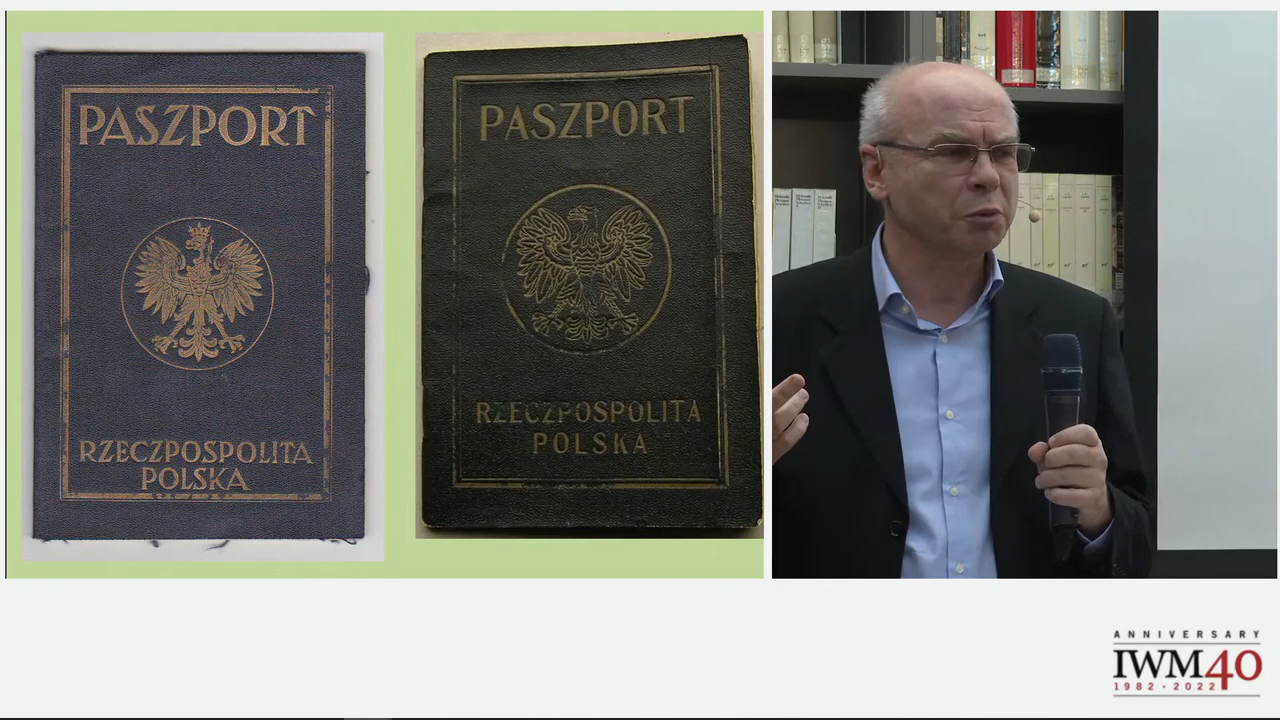 PASZPORT
RZECZPOSPOLITA
POLSKA
PASZPORT
RZECZPOSPOLITA
POLSKA
ANNIVERSARY
IWM40
1982 - 2022